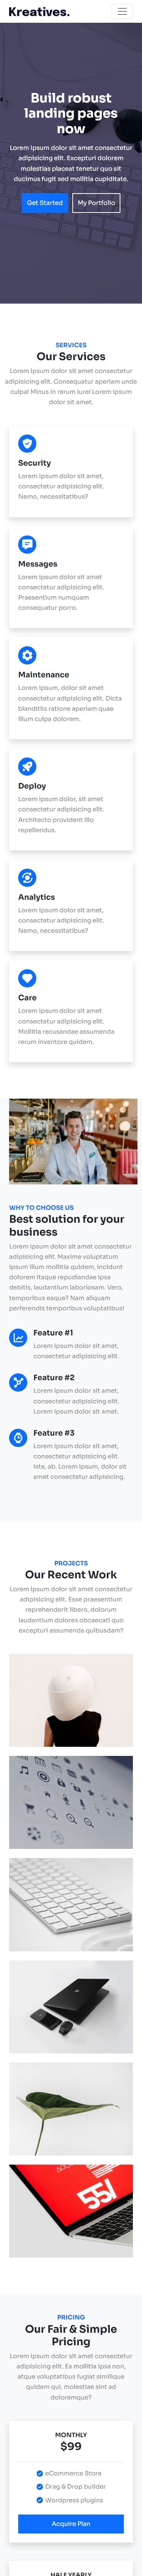 Kreatives.
Build robust
landing pages
now
Lorem ipsum dolor sit amet consectetur
adipisicing elit. Excepturi dolorem
molestias placeat tenetur quo sit
ducimus fugit sed mollitia cupiditate.
Get Started
My Portfolio
SERVICES
Our Services
Lorem ipsum dolor sit amet consectetur
adipisicing elit. Consequatur aperiam unde
culpa! Minus in rerum iure! Lorem ipsum
dolor sit amet.
Security
Lorem ipsum dolor sit amet,
consectetur adipisicing elit.
Nemo, necessitatibus?
Messages
Lorem ipsum dolor sit amet
consectetur adipisicing elit.
Praesentium numquam
consequatur porro.
Maintenance
Lorem ipsum, dolor sit amet
consectetur adipisicing elit. Dicta
blanditiis ratione aperiam quae
illum culpa dolorem.
Deploy
Lorem ipsum dolor, sit amet
consectetur adipisicing elit.
Architecto provident illo
repellendus.
Analytics
Lorem ipsum dolor sit amet,
consectetur adipisicing elit.
Nemo, necessitatibus?
Care
Lorem ipsum dolor sit amet
consectetur adipisicing elit.
Mollitia recusandae assumenda
rerum inventore quidem.
WHY TO CHOOSE US
Best solution for your
business
Lorem ipsum dolor sit amet consectetur
adipisicing elit. Maxime voluptatum
ipsum illum mollitia quidem, incidunt
dolorem itaque repudiandae ipsa
debitis, laudantium laboriosam. Vero,
temporibus eaque? Nam aliquam
perferendis temporibus voluptatibus!
Feature #1
Lorem ipsum dolor sit amet,
consectetur adipisicing elit.
Feature #2
Lorem ipsum dolor sit amet,
consectetur adipisicing elit.
Lorem ipsum dolor sit amet.
Feature #3
Lorem ipsum dolor sit amet,
consectetur adipisicing elit.
Iste, ab. Lorem ipsum, dolor sit
amet consectetur adipisicing.
PROJECTS
Our Recent Work
Lorem ipsum dolor sit amet consectetur
adipisicing elit. Esse praesentium
reprehenderit libero, dolorum
laudantium dolores obcaecati quo
excepturi assumenda quibusdam?
PRICING
Our Fair & Simple
Pricing
Lorem ipsum dolor sit amet consectetur
adipisicing elit. Ea mollitia ipsa non,
atque voluptatibus fugiat similique
quidem qui, molestiae sint ad
doloremque?
MONTHLY
$99
eCommerce Store
Drag & Drop builder
Wordpress plugins
Acquire Plan
HALF YEARLY